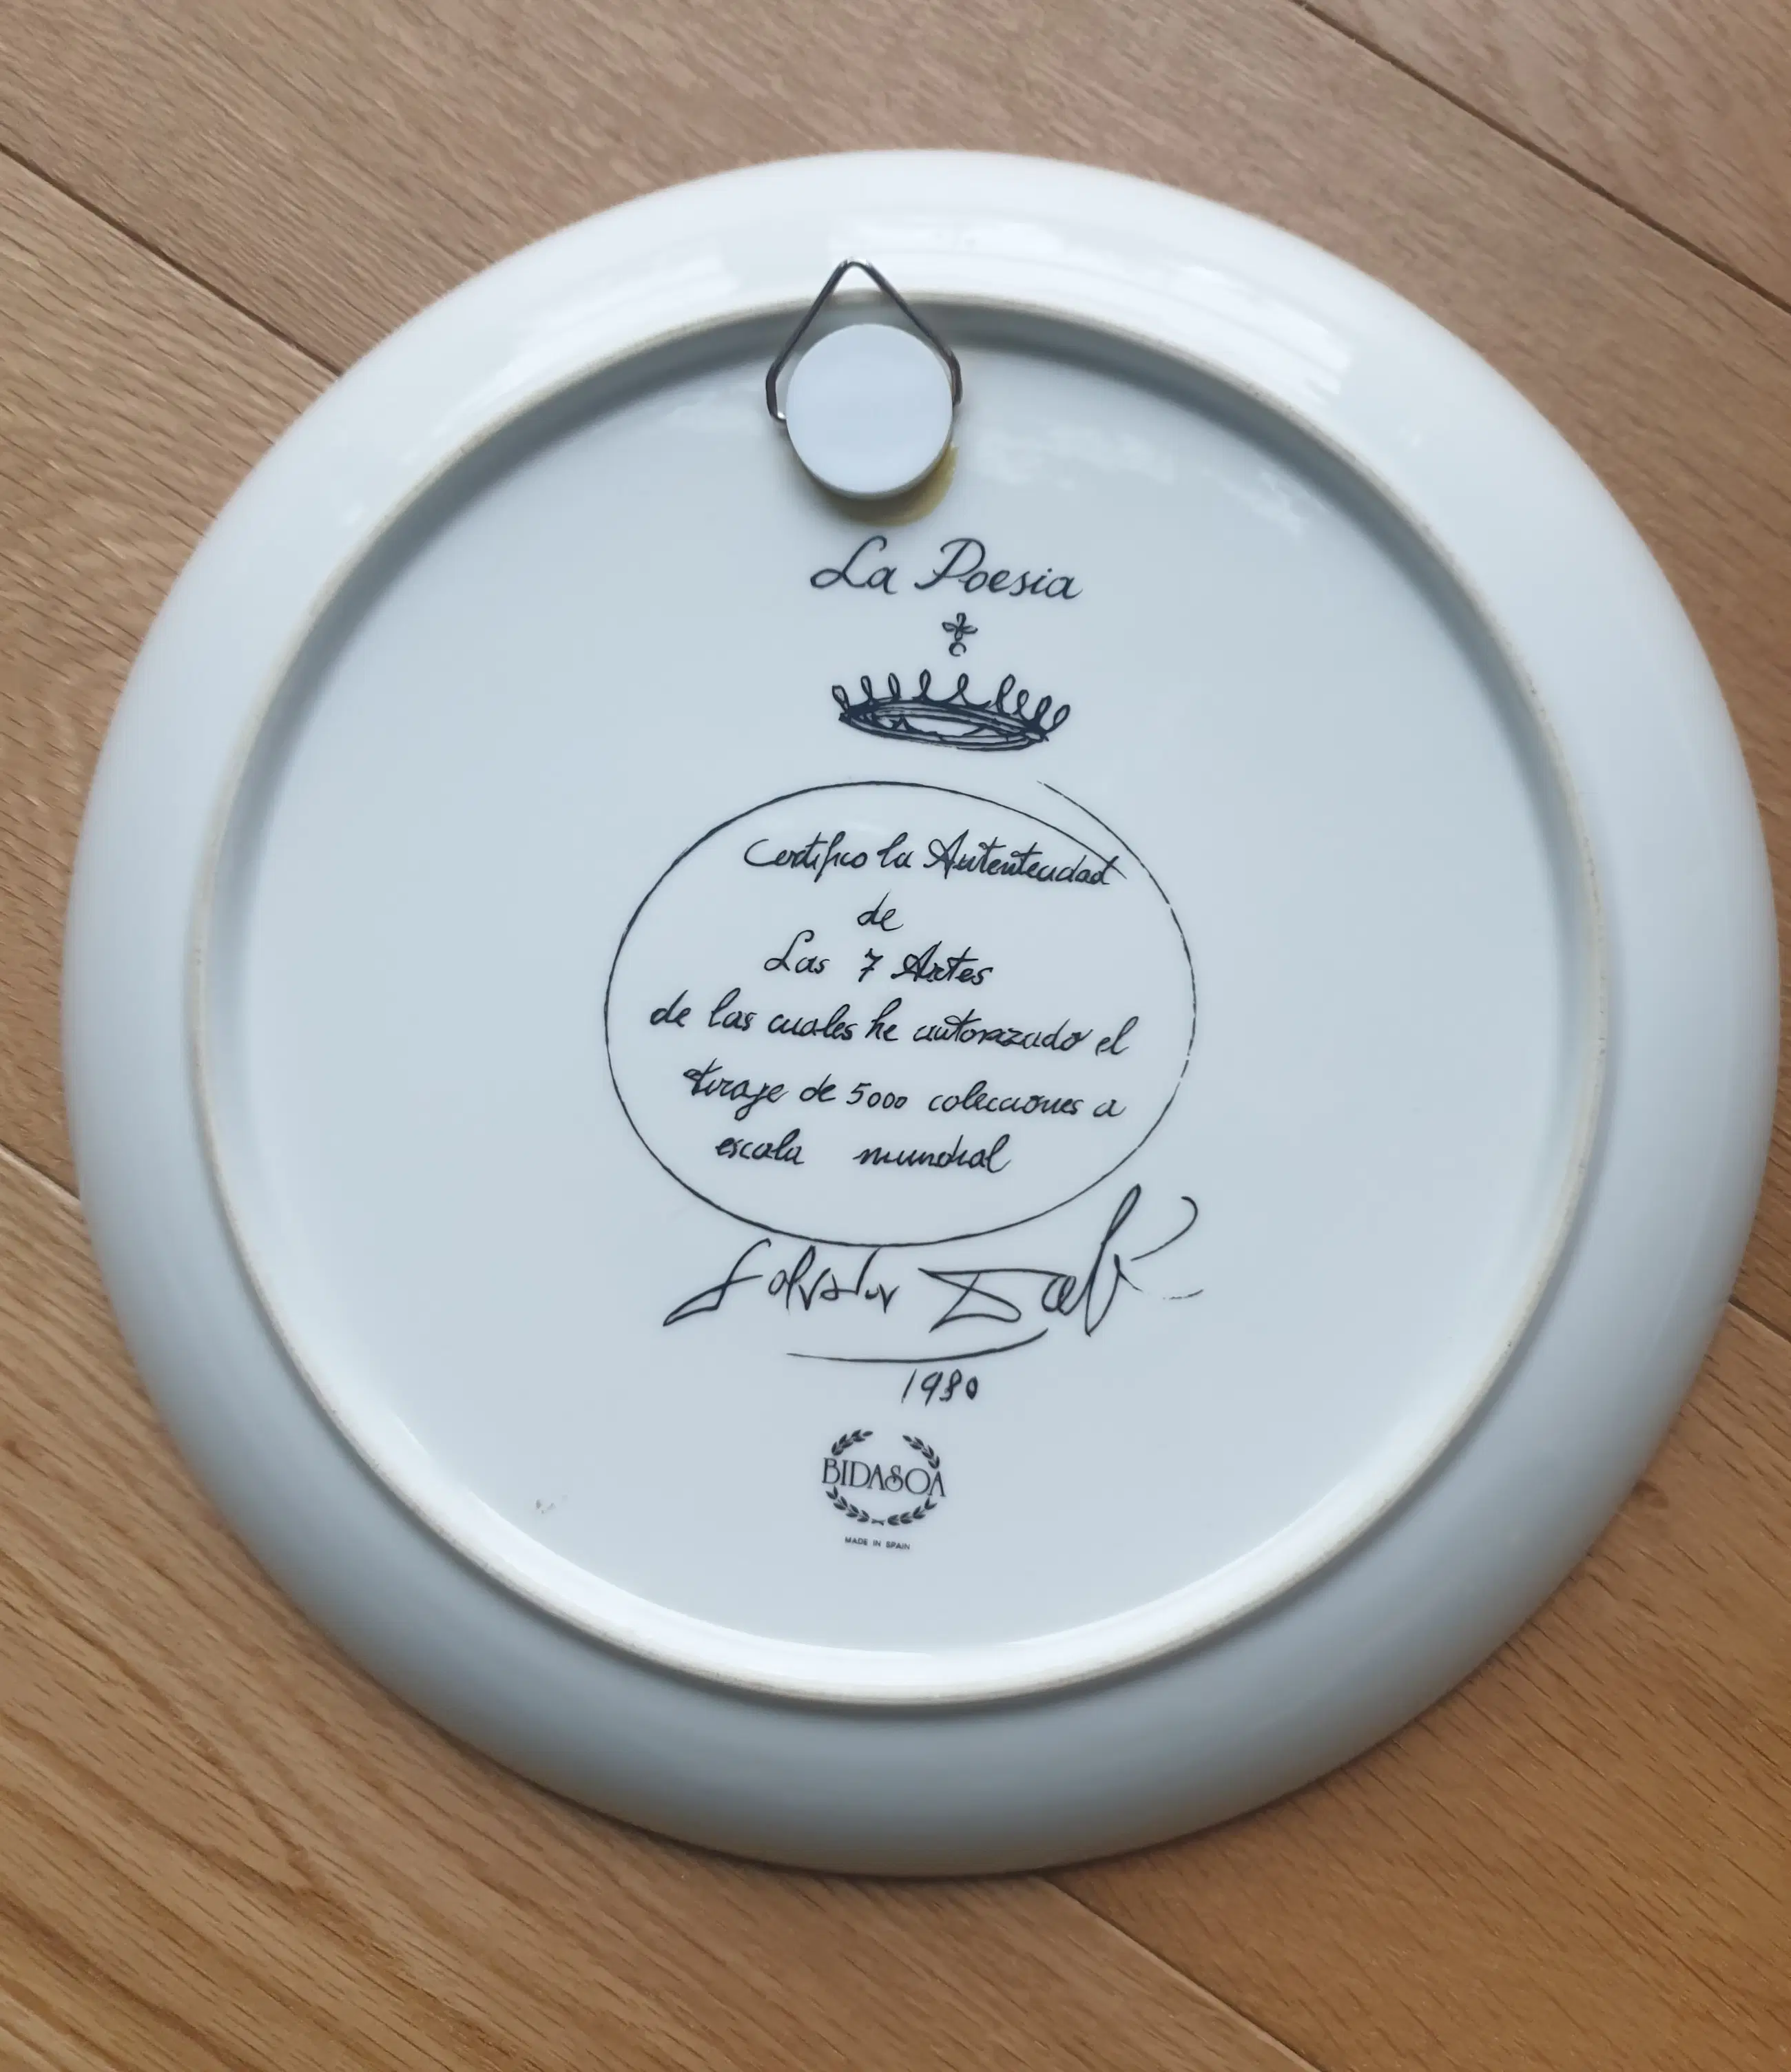 La Poesia
Certifico la Autenticidad
de
Las 7 Artes
de las cuales he autorizado el
tiraje de 5000 colecciones a
escala mundial
Salvador Dalí
1980
BIDASOA
MADE IN SPAIN